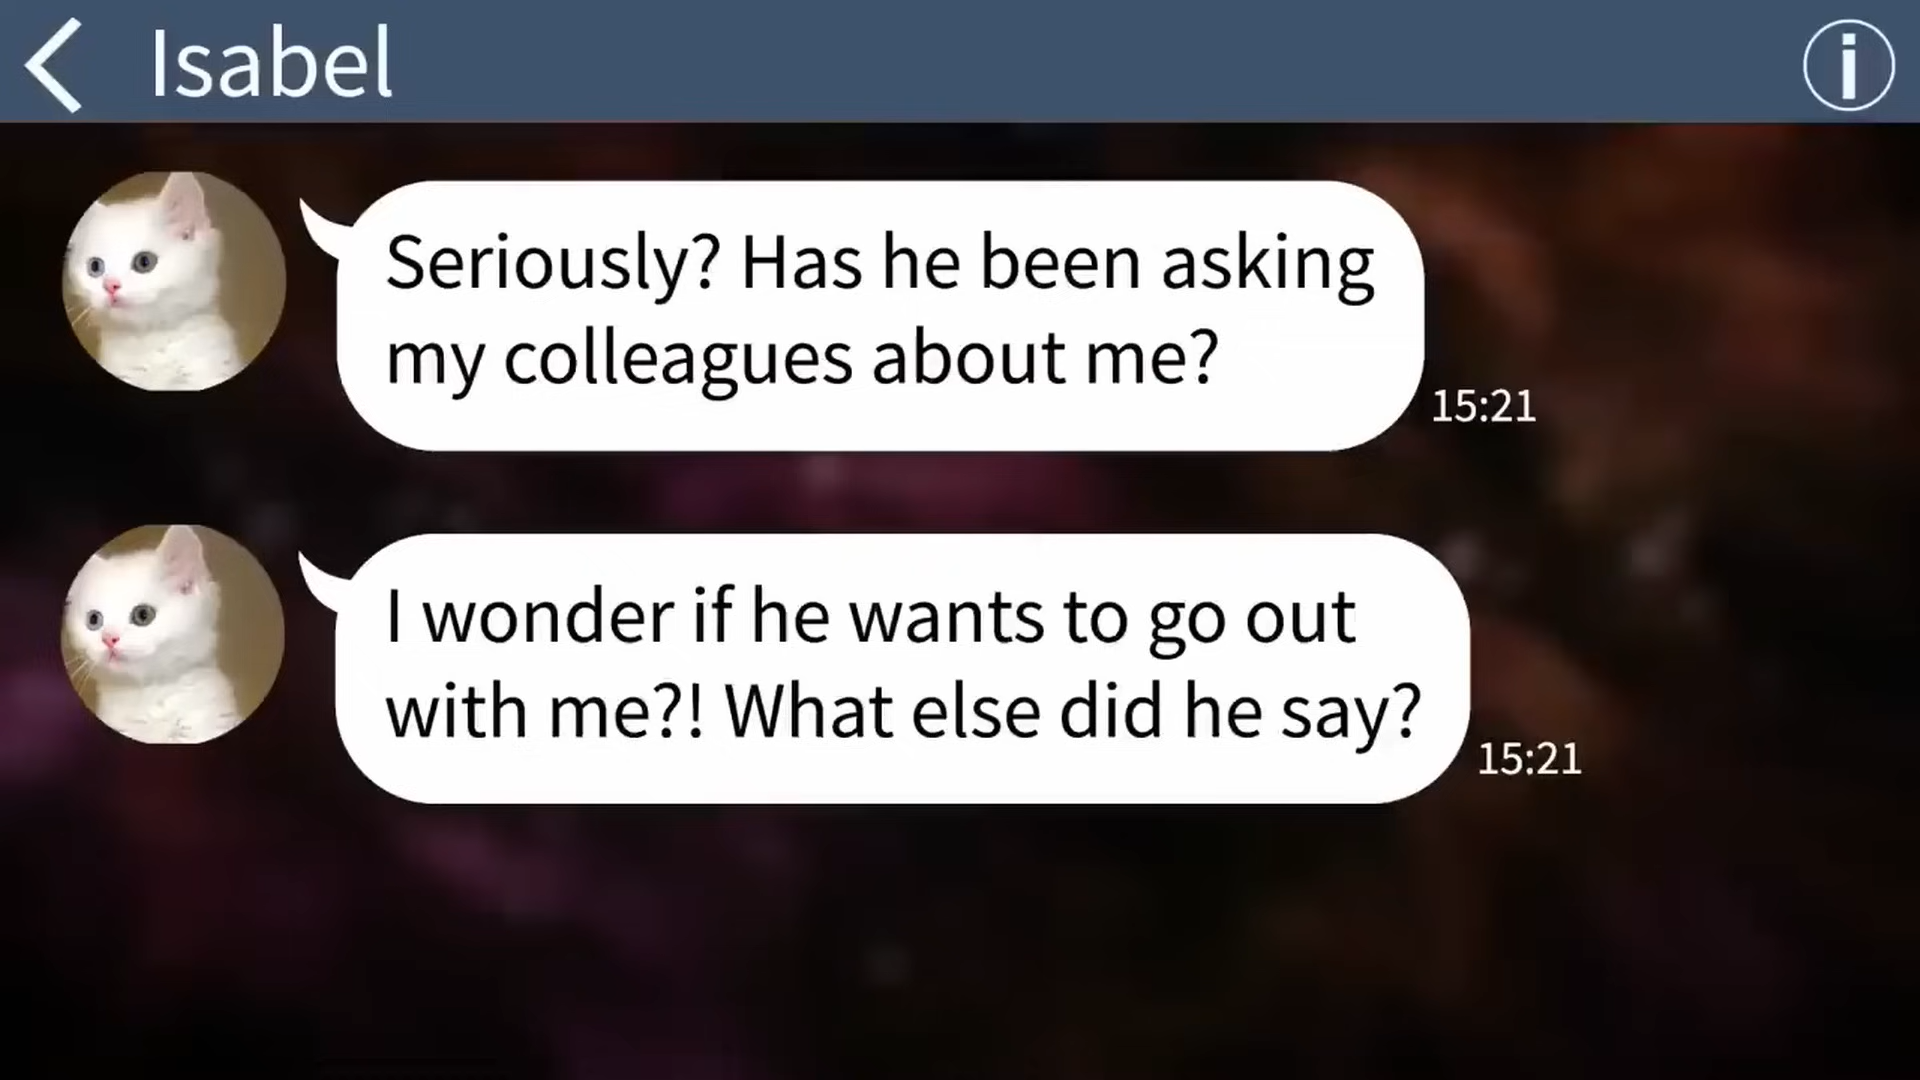 Isabel
Seriously? Has he been asking
my colleagues about me?
15:21
I wonder if he wants to go out
with me?! What else did he say?
15:21